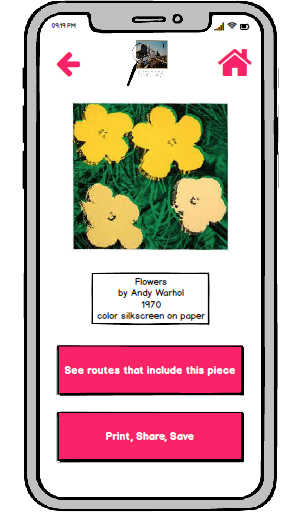 09:19 PM
Flowers
by Andy Warhol
1970
color silkscreen on paper
See routes that include this piece
Print, Share, Save